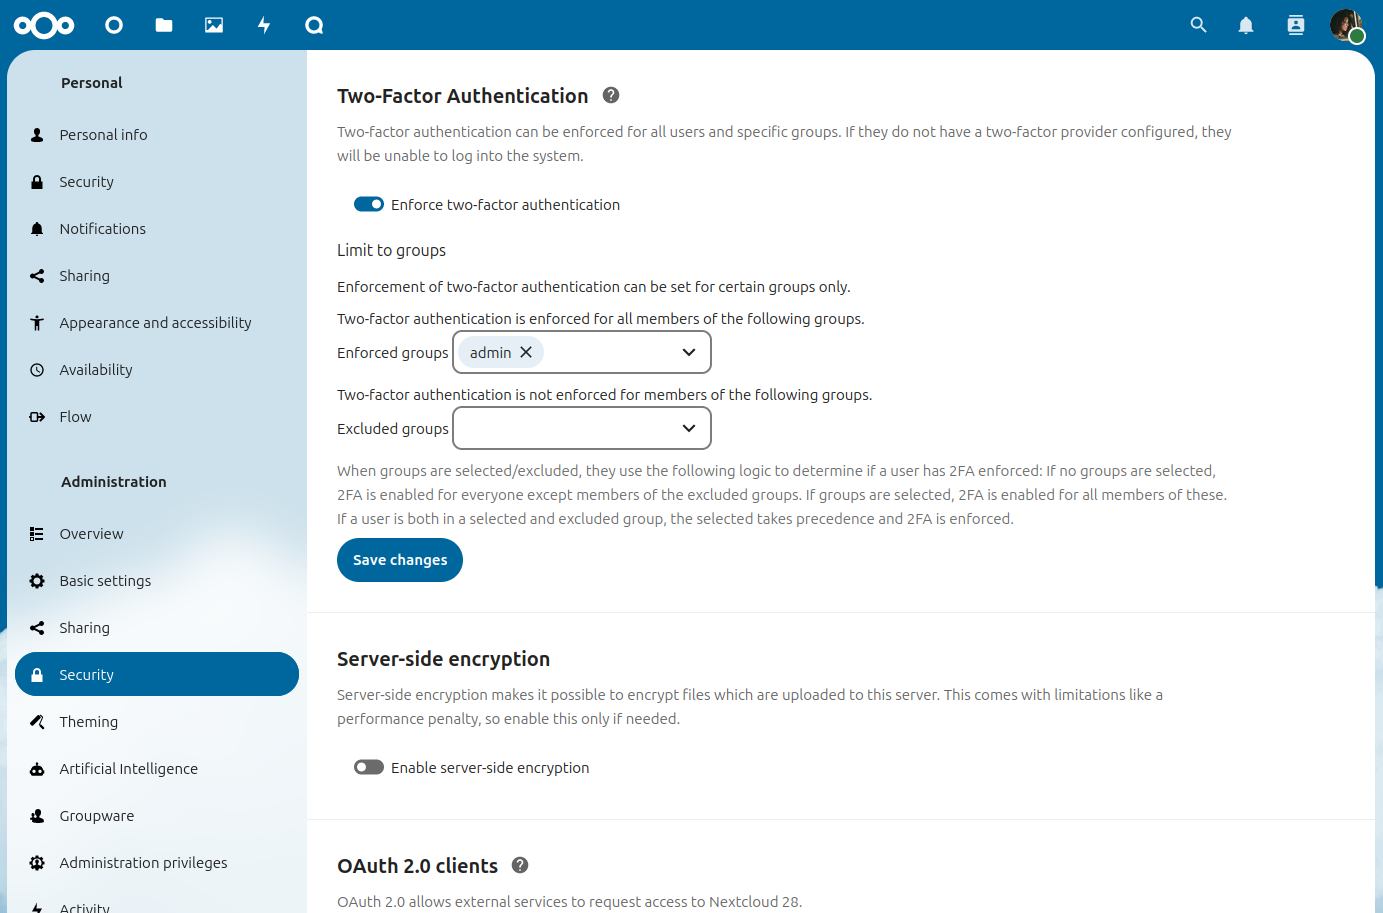 Personal
Personal info
Security
Notifications
Sharing
Appearance and accessibility
Availability
Flow
Administration
Overview
Basic settings
Sharing
Security
Theming
Artificial Intelligence
Groupware
Administration privileges
Activity
Two-Factor Authentication
Two-factor authentication can be enforced for all users and specific groups. If they do not have a two-factor provider configured, they
will be unable to log into the system.
Enforce two-factor authentication
Limit to groups
Enforcement of two-factor authentication can be set for certain groups only.
Two-factor authentication is enforced for all members of the following groups.
Enforced groups admin
Two-factor authentication is not enforced for members of the following groups.
Excluded groups
When groups are selected/excluded, they use the following logic to determine if a user has 2FA enforced: If no groups are selected,
2FA is enabled for everyone except members of the excluded groups. If groups are selected, 2FA is enabled for all members of these.
If a user is both in a selected and excluded group, the selected takes precedence and 2FA is enforced.
Save changes
Server-side encryption
Server-side encryption makes it possible to encrypt files which are uploaded to this server. This comes with limitations like a
performance penalty, so enable this only if needed.
Enable server-side encryption
OAuth 2.0 clients
OAuth 2.0 allows external services to request access to Nextcloud 28.